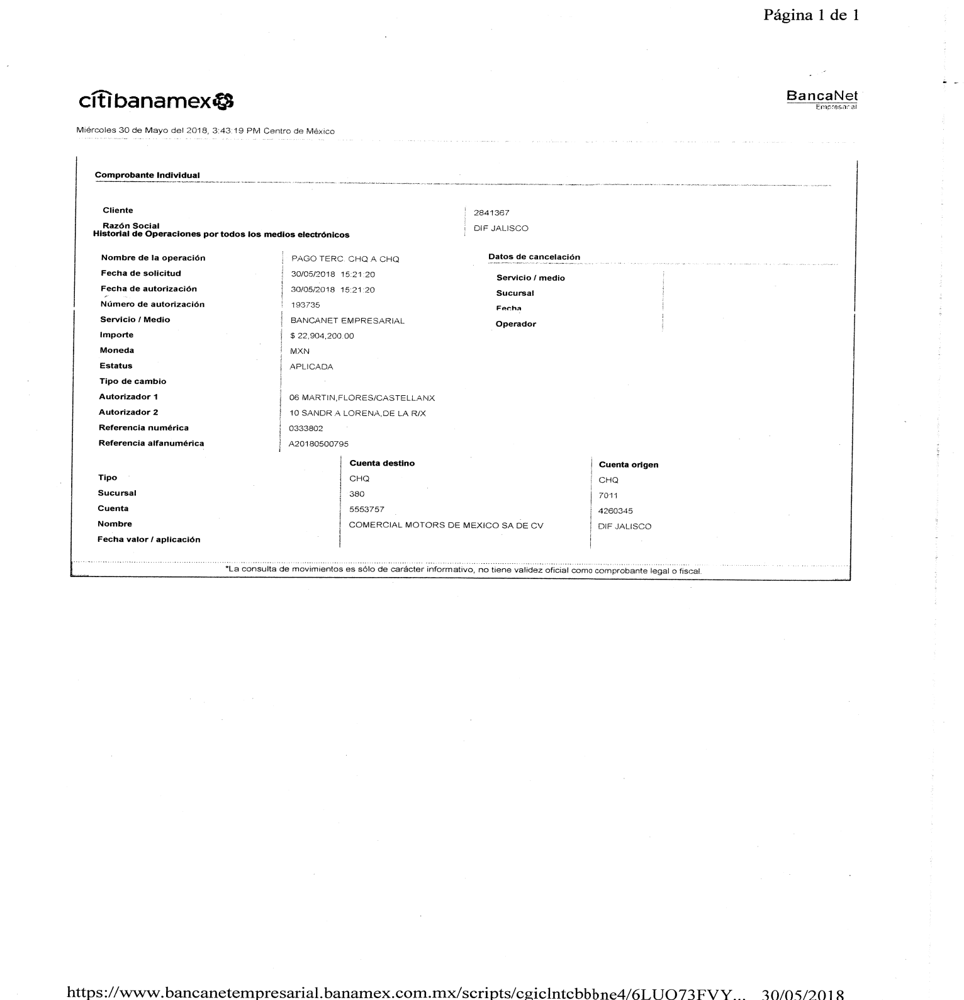 Página 1 de 1
citibanamex
BancaNet
Empresarial
Miércoles 30 de Mayo del 2018, 3:43:19 PM Centro de México
Comprobante Individual
Cliente 2841367
Razón Social DIF JALISCO
Historial de Operaciones por todos los medios electrónicos
Nombre de la operación PAGO TERC. CHQ A CHQ Datos de cancelación
Fecha de solicitud 30/05/2018 15:21:20 Servicio / medio
Fecha de autorización 30/05/2018 15:21:20 Sucursal
Número de autorización 193735 Fecha
Servicio / Medio BANCANET EMPRESARIAL Operador
Importe $ 22,904,200.00
Moneda MXN
Estatus APLICADA
Tipo de cambio
Autorizador 1 06 MARTIN,FLORES/CASTELLANX
Autorizador 2 10 SANDR A LORENA,DE LA R/X
Referencia numérica 0333802
Referencia alfanumérica A20180500795
Cuenta destino Cuenta origen
Tipo CHQ CHQ
Sucursal 380 7011
Cuenta 5553757 4260345
Nombre COMERCIAL MOTORS DE MEXICO SA DE CV DIF JALISCO
Fecha valor / aplicación
*La consulta de movimientos es sólo de carácter informativo, no tiene validez oficial como comprobante legal o fiscal.
https://www.bancanetempresarial.banamex.com.mx/scripts/cgiclntcbbbne4/6LUO73FVY... 30/05/2018